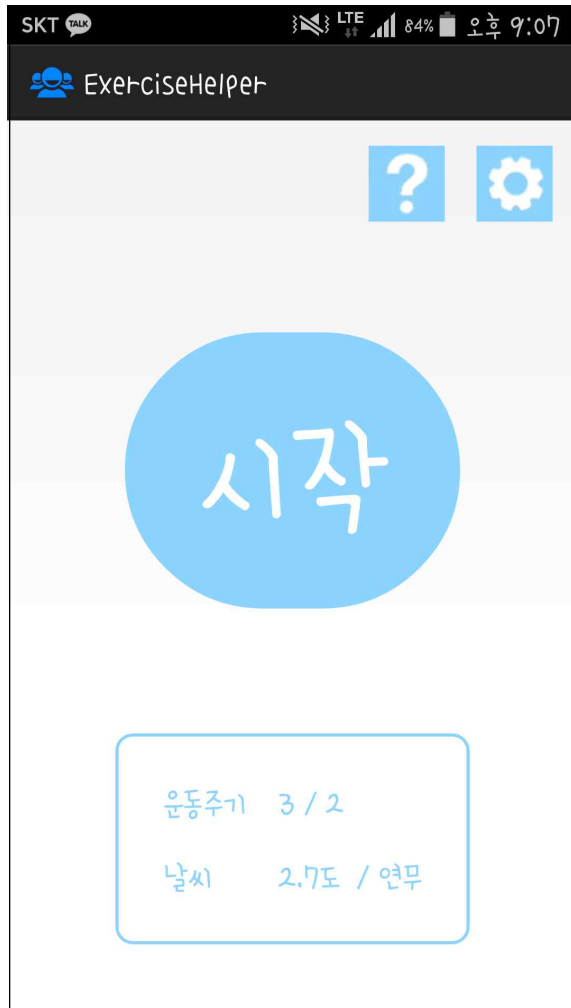 SKT TALK LTE 84% 오후 9:07
ExerciseHelper
?
시작
운동주기 3 / 2
날씨 2.7도 / 연무